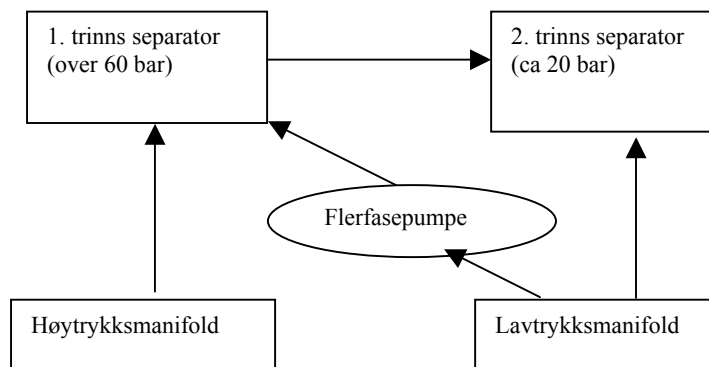 1. trinns separator
(over 60 bar)
2. trinns separator
(ca 20 bar)
Flerfasepumpe
Høytrykksmanifold
Lavtrykksmanifold